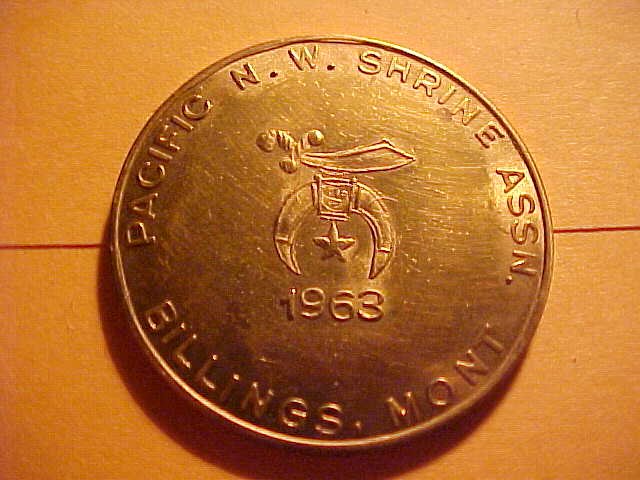 PACIFIC N.W. SHRINE ASSN.
1963
BILLINGS, MONT